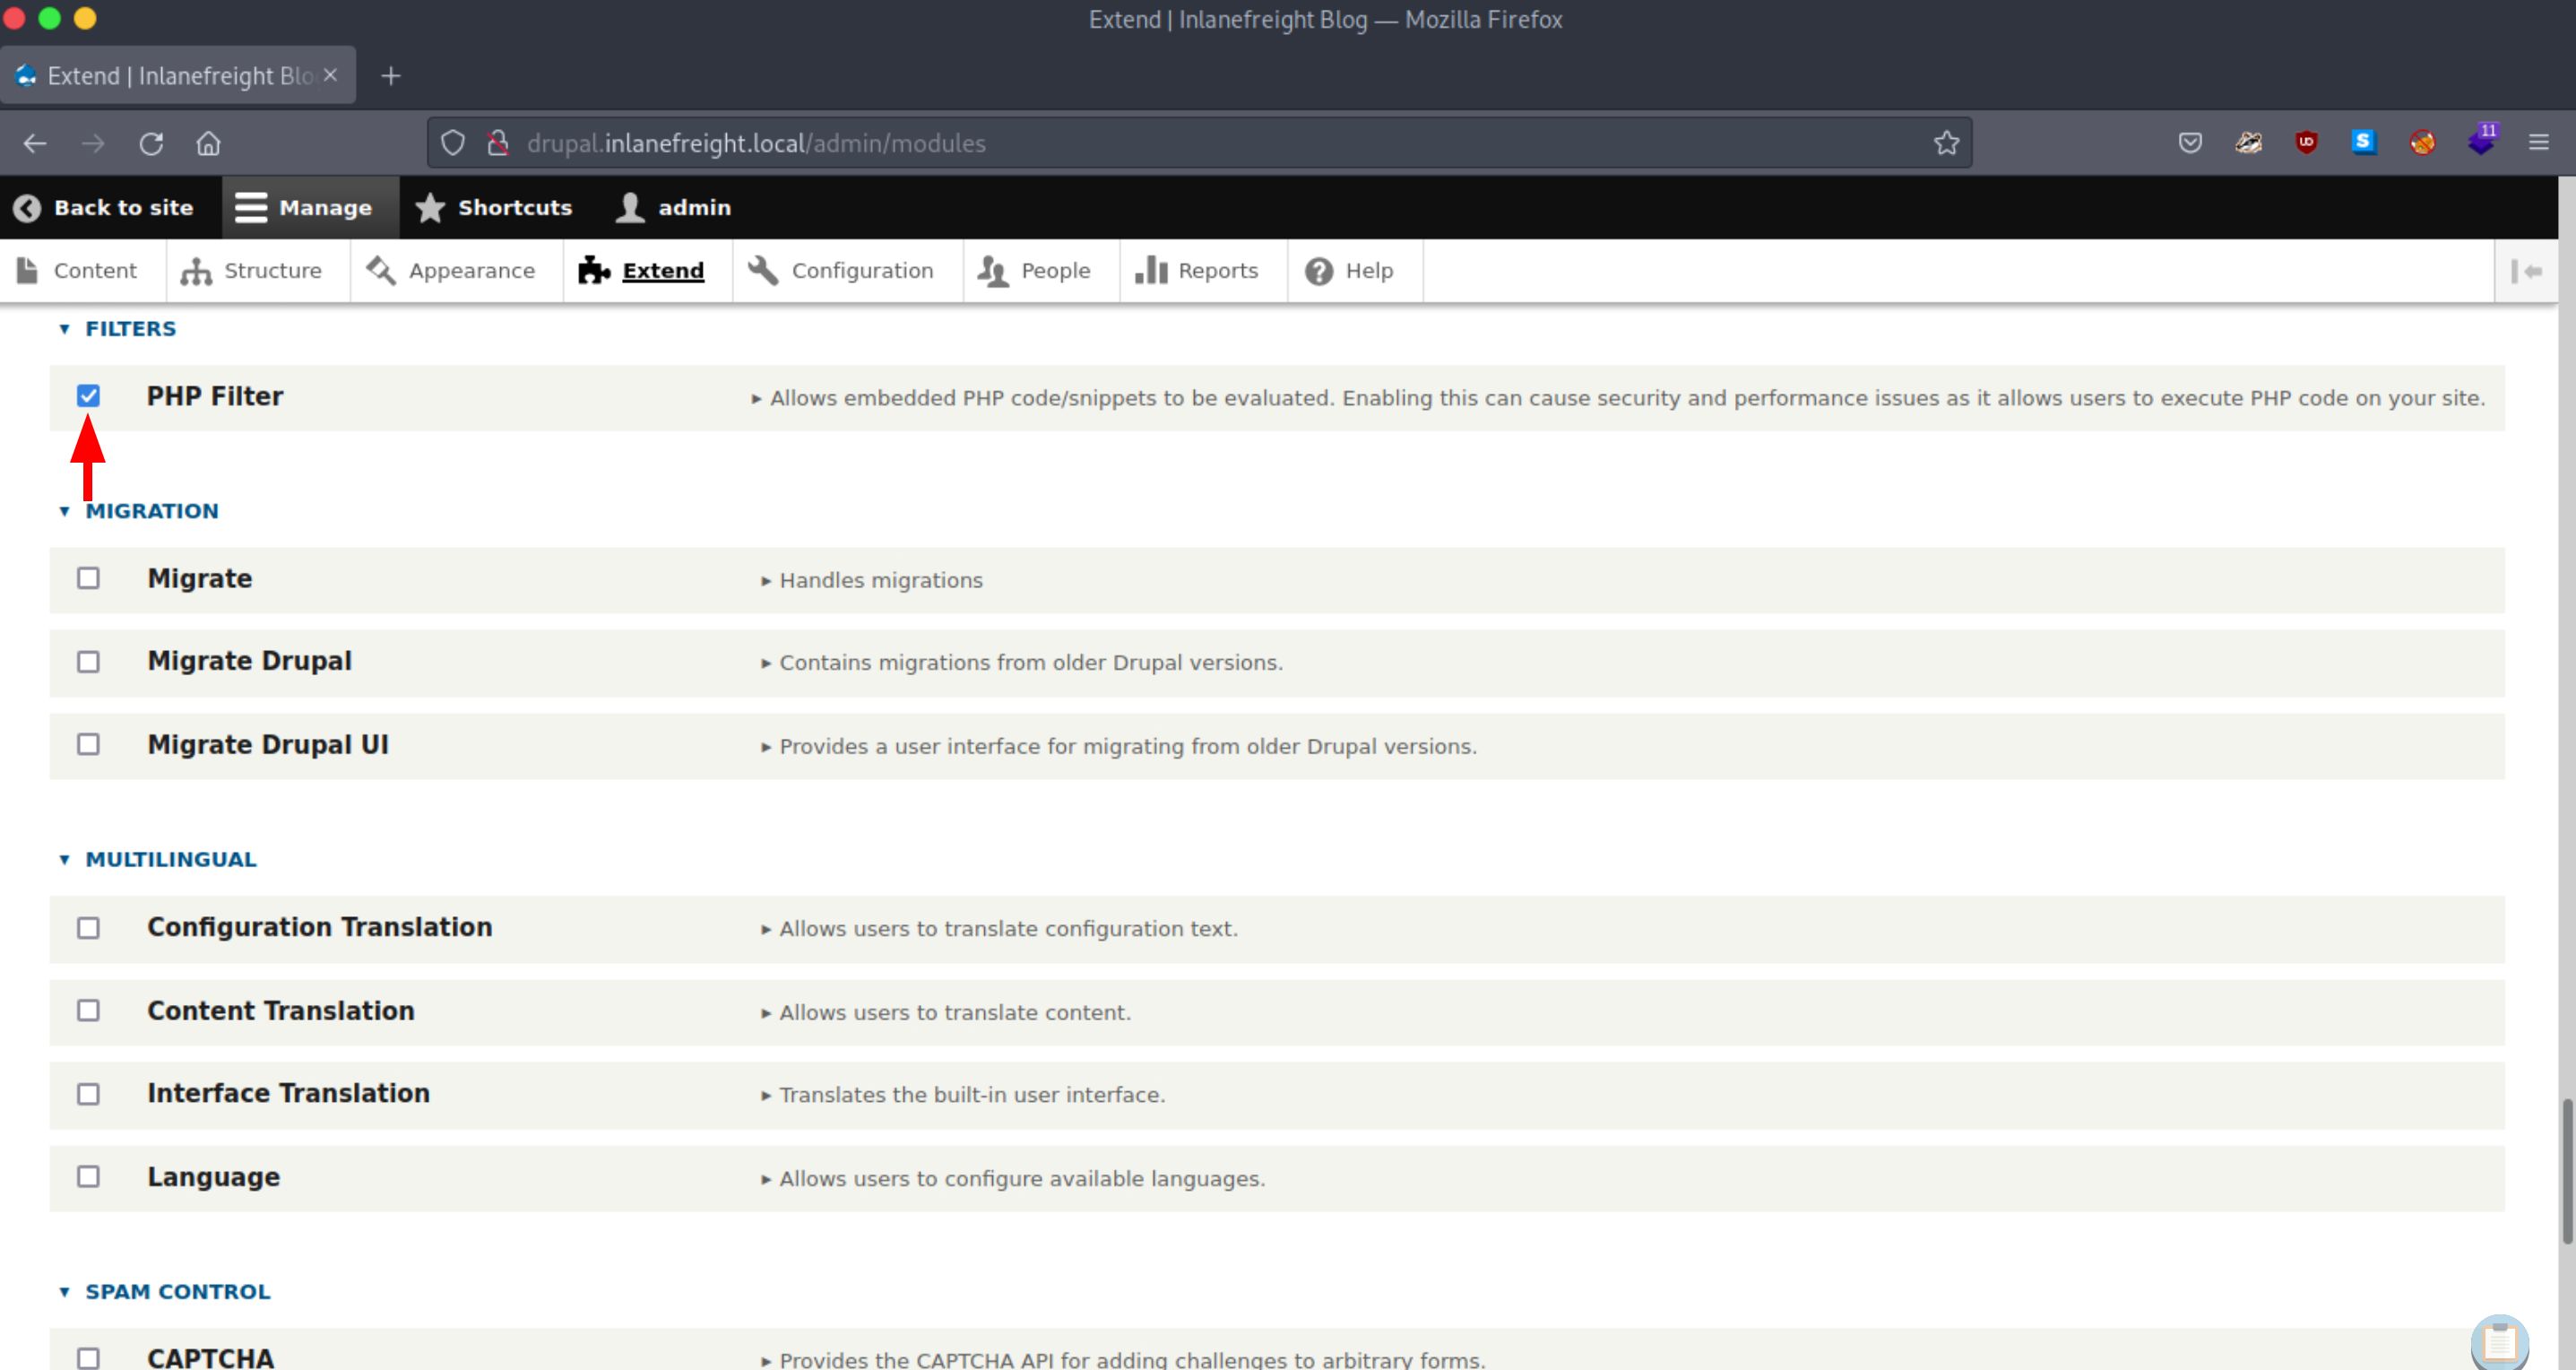 Extend | Inlanefreight Blog — Mozilla Firefox
Extend | Inlanefreight Blo
drupal.inlanefreight.local/admin/modules
11
Back to site Manage Shortcuts admin
Content Structure Appearance Extend Configuration People Reports Help
FILTERS
PHP Filter Allows embedded PHP code/snippets to be evaluated. Enabling this can cause security and performance issues as it allows users to execute PHP code on your site.
MIGRATION
Migrate Handles migrations
Migrate Drupal Contains migrations from older Drupal versions.
Migrate Drupal UI Provides a user interface for migrating from older Drupal versions.
MULTILINGUAL
Configuration Translation Allows users to translate configuration text.
Content Translation Allows users to translate content.
Interface Translation Translates the built-in user interface.
Language Allows users to configure available languages.
SPAM CONTROL
CAPTCHA Provides the CAPTCHA API for adding challenges to arbitrary forms.